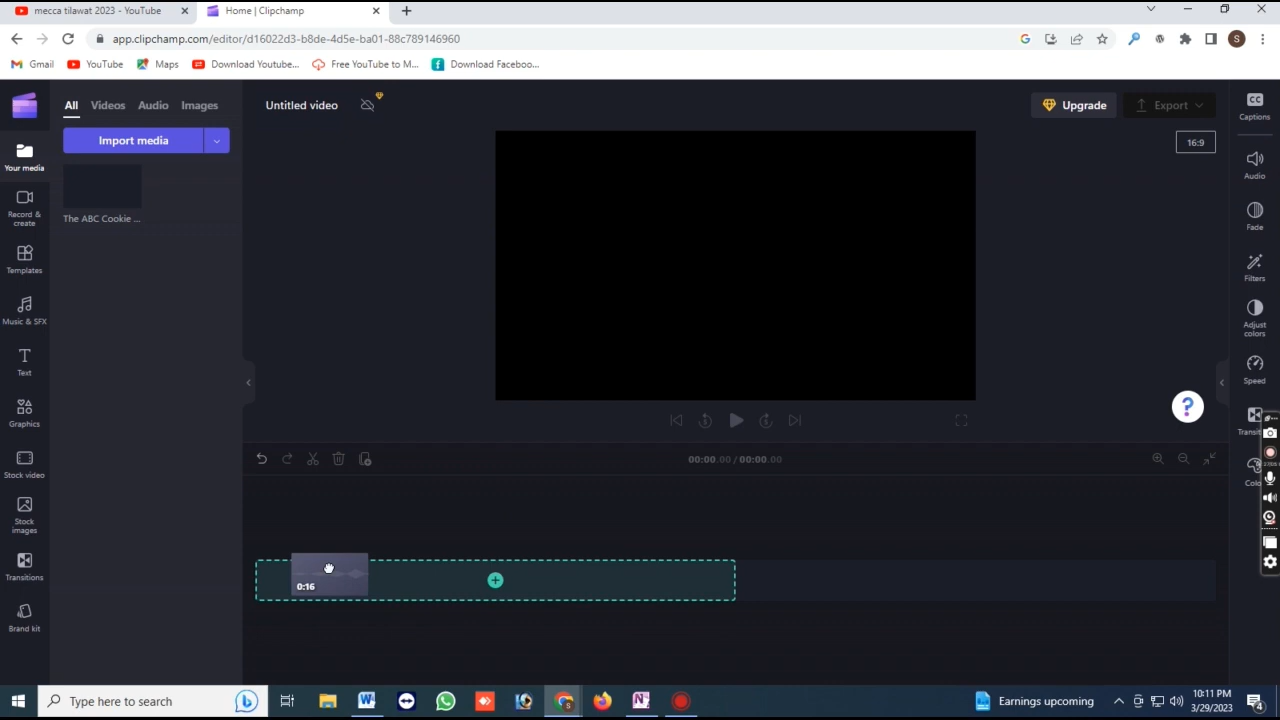 mecca tilawat 2023 - YouTube
Home | Clipchamp
app.clipchamp.com/editor/d16022d3-b8de-4d5e-ba01-88c789146960
S
Gmail
YouTube
Maps
Download Youtube...
Free YouTube to M...
Download Faceboo...
All
Videos
Audio
Images
Untitled video
Upgrade
Export
CC
Captions
Import media
16:9
Your media
The ABC Cookie ...
Record &
create
Templates
Music & SFX
Text
Graphics
Stock video
Stock
images
Transitions
Brand kit
Audio
Fade
Filters
Adjust
colors
Speed
Transiti
Colo
?
00:00.00 / 00:00.00
0:16
Type here to search
Earnings upcoming
10:11 PM
3/29/2023
4